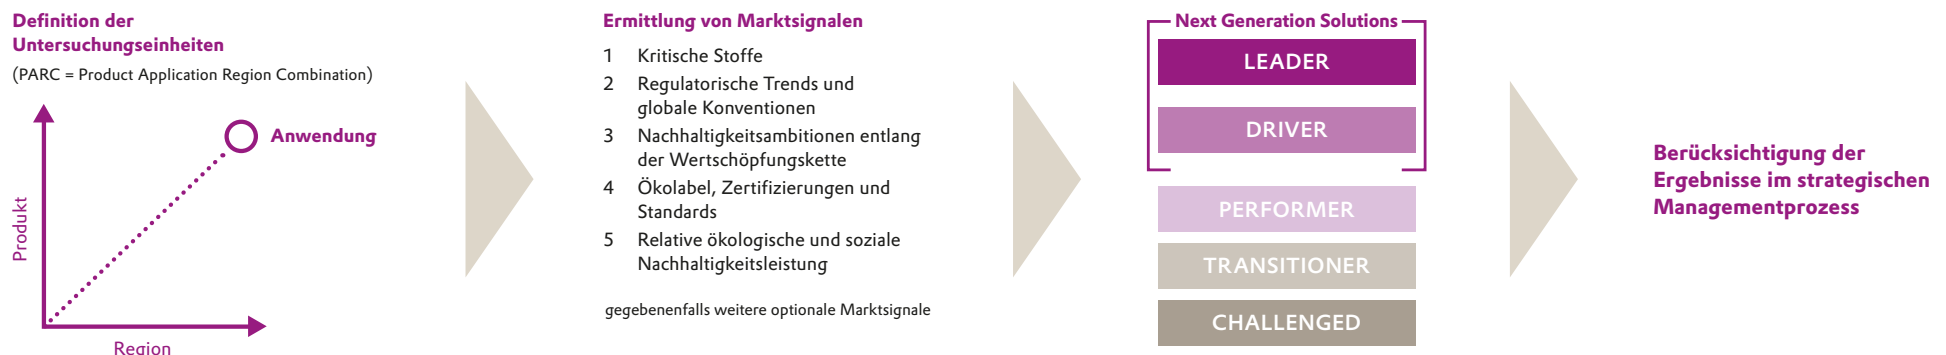 Definition der
Untersuchungseinheiten
(PARC = Product Application Region Combination)
Produkt
Anwendung
Region
Ermittlung von Marktsignalen
1 Kritische Stoffe
2 Regulatorische Trends und
globale Konventionen
3 Nachhaltigkeitsambitionen entlang
der Wertschöpfungskette
4 Ökolabel, Zertifizierungen und
Standards
5 Relative ökologische und soziale
Nachhaltigkeitsleistung
gegebenenfalls weitere optionale Marktsignale
Next Generation Solutions
LEADER
DRIVER
PERFORMER
TRANSITIONER
CHALLENGED
Berücksichtigung der
Ergebnisse im strategischen
Managementprozess